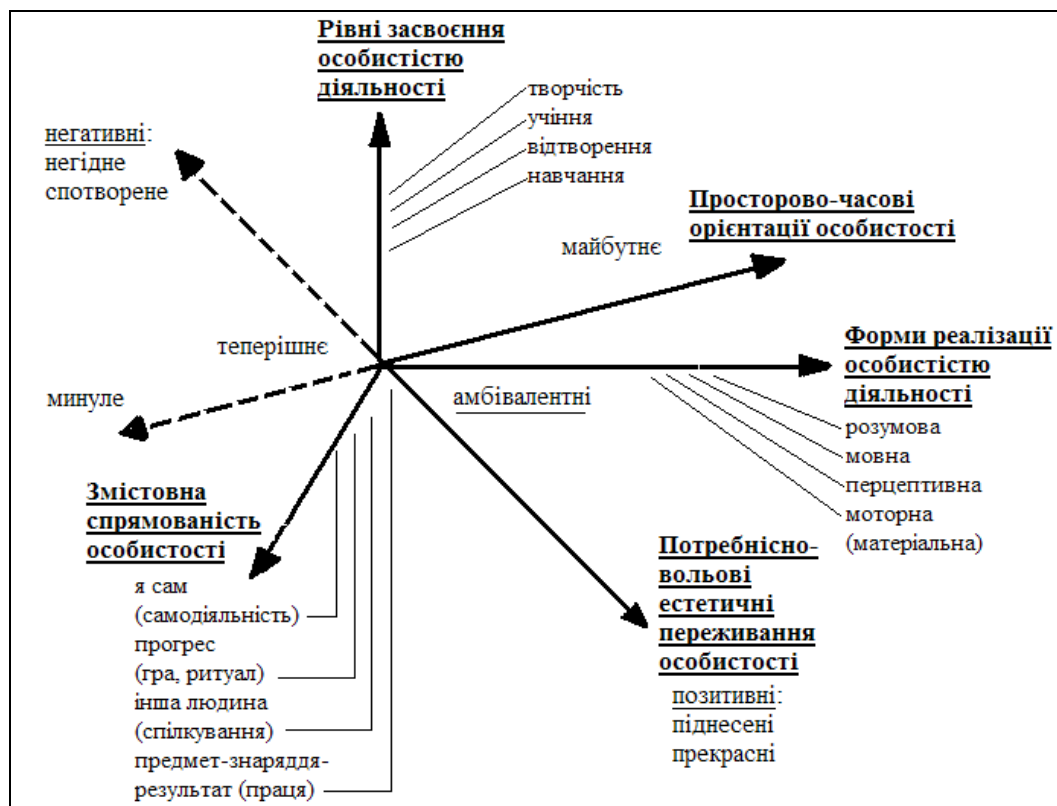 Рівні засвоєння
особистістю
діяльності
творчість
учіння
відтворення
навчання
негативні:
негідне
спотворене
Просторово-часові
орієнтації особистості
майбутнє
теперішнє
минуле
Форми реалізації
особистістю
діяльності
розумова
мовна
перцептивна
моторна
(матеріальна)
амбівалентні
Змістовна
спрямованість
особистості
я сам
(самодіяльність)
прогрес
(гра, ритуал)
інша людина
(спілкування)
предмет-знаряддя-
результат (праця)
Потребнісно-
вольові
естетичні
переживання
особистості
позитивні:
піднесені
прекрасні